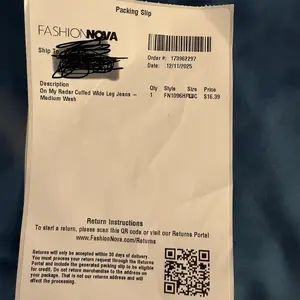 Packing Slip
FASHIONNOVA
Ship To
Order #: 173962297
Date: 12/11/2025
Description Qty Style Size Price
On My Radar Cuffed Wide Leg Jeans – 1 $16.39
Medium Wash
Return Instructions
To start a return, please scan this QR code or visit our Returns Portal
www.FashionNova.com/Returns
Returns will only be accepted within 30 days of delivery.
You must process your return request through the Returns
Portal and include the generated packing slip to be eligible
for credit. Do not return merchandise to the address on
your package. That is not our returns address and will
affect the processing.